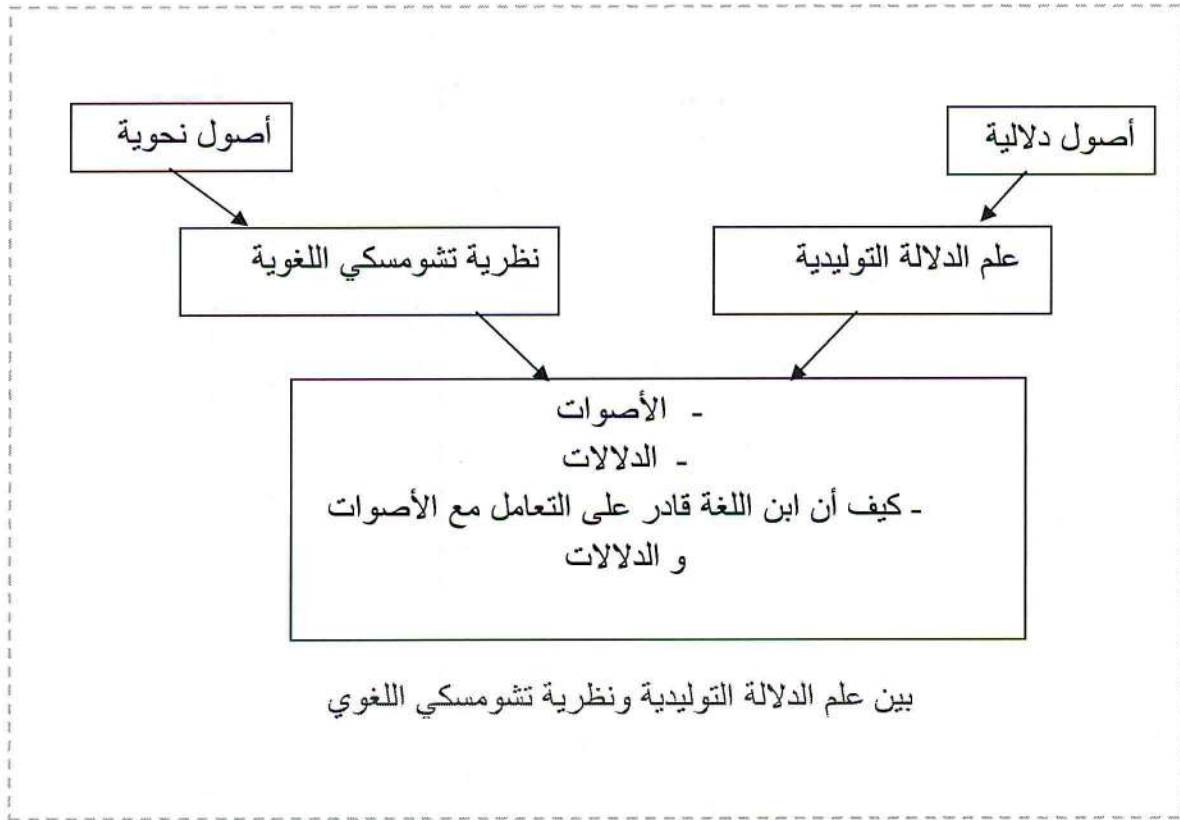 أصول دلالية
أصول نحوية
علم الدلالة التوليدية
نظرية تشومسكي اللغوية
- الأصوات
- الدلالات
- كيف أن ابن اللغة قادر على التعامل مع الأصوات
و الدلالات
بين علم الدلالة التوليدية ونظرية تشومسكي اللغوي